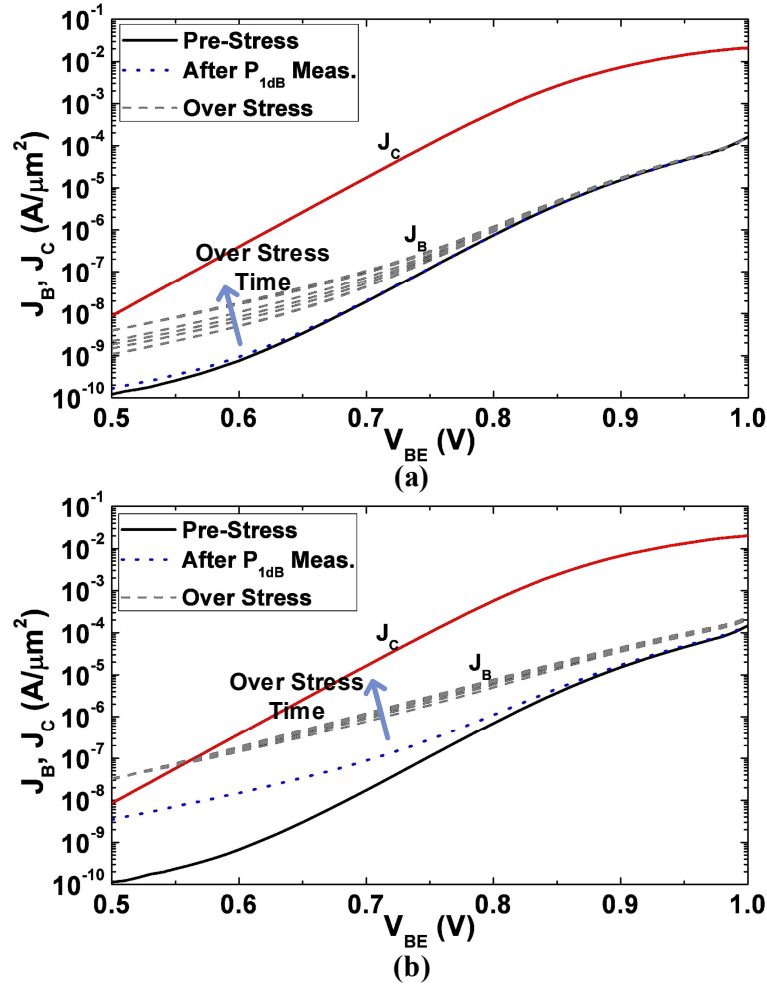 10⁻¹
10⁻²
10⁻³
10⁻⁴
10⁻⁵
10⁻⁶
10⁻⁷
10⁻⁸
10⁻⁹
10⁻¹⁰
J_B, J_C (A/μm²)
Pre-Stress
After P_1dB Meas.
Over Stress
J_C
J_B
Over Stress
Time
0.5 0.6 0.7 0.8 0.9 1.0
V_BE (V)
(a)
10⁻¹
10⁻²
10⁻³
10⁻⁴
10⁻⁵
10⁻⁶
10⁻⁷
10⁻⁸
10⁻⁹
10⁻¹⁰
J_B, J_C (A/μm²)
Pre-Stress
After P_1dB Meas.
Over Stress
J_C
J_B
Over Stress
Time
0.5 0.6 0.7 0.8 0.9 1.0
V_BE (V)
(b)